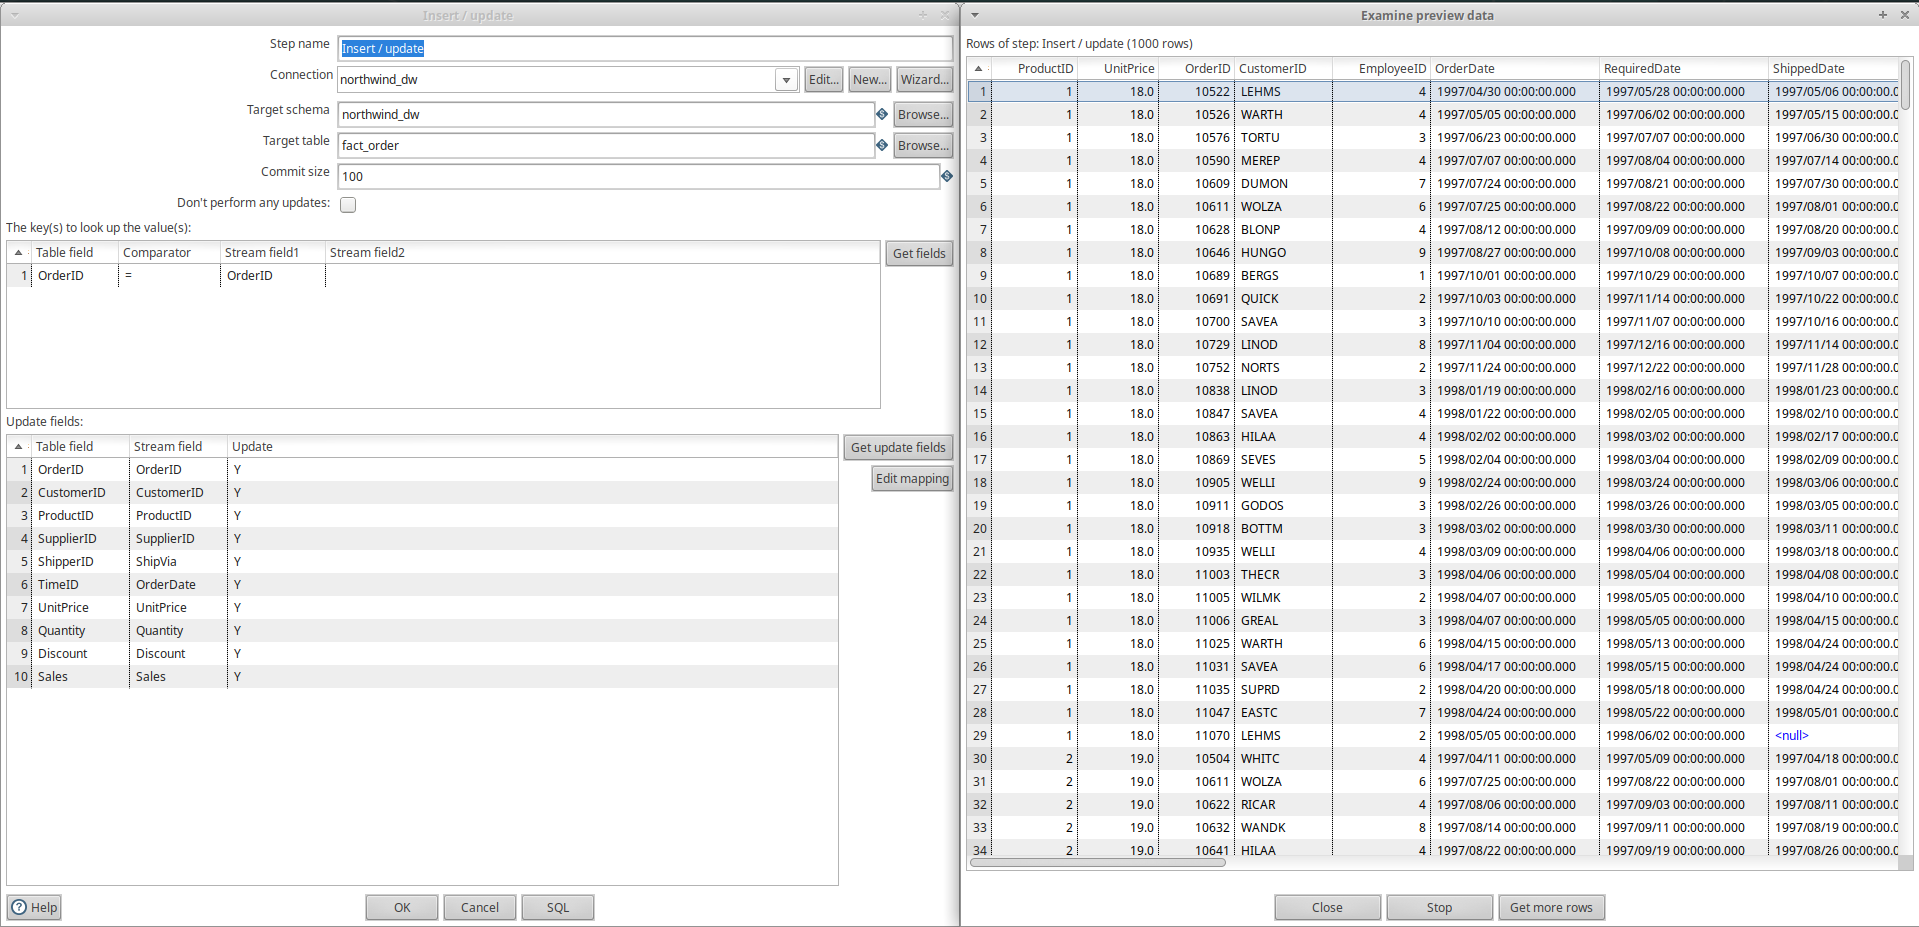 Insert / update
Step name Insert / update
Connection northwind_dw Edit... New... Wizard...
Target schema northwind_dw Browse...
Target table fact_order Browse...
Commit size 100
Don't perform any updates:
The key(s) to look up the value(s):
Table field Comparator Stream field1 Stream field2 Get fields
1 OrderID = OrderID
Update fields:
Table field Stream field Update Get update fields
1 OrderID OrderID Y
Edit mapping
2 CustomerID CustomerID Y
3 ProductID ProductID Y
4 SupplierID SupplierID Y
5 ShipperID ShipVia Y
6 TimeID OrderDate Y
7 UnitPrice UnitPrice Y
8 Quantity Quantity Y
9 Discount Discount Y
10 Sales Sales Y
Help OK Cancel SQL
Examine preview data
Rows of step: Insert / update (1000 rows)
ProductID UnitPrice OrderID CustomerID EmployeeID OrderDate RequiredDate ShippedDate
1 1 18.0 10522 LEHMS 4 1997/04/30 00:00:00.000 1997/05/28 00:00:00.000 1997/05/06 00:00:00.0
2 1 18.0 10526 WARTH 4 1997/05/05 00:00:00.000 1997/06/02 00:00:00.000 1997/05/15 00:00:00.0
3 1 18.0 10576 TORTU 3 1997/06/23 00:00:00.000 1997/07/07 00:00:00.000 1997/06/30 00:00:00.0
4 1 18.0 10590 MEREP 4 1997/07/07 00:00:00.000 1997/08/04 00:00:00.000 1997/07/14 00:00:00.0
5 1 18.0 10609 DUMON 7 1997/07/24 00:00:00.000 1997/08/21 00:00:00.000 1997/07/30 00:00:00.0
6 1 18.0 10611 WOLZA 6 1997/07/25 00:00:00.000 1997/08/22 00:00:00.000 1997/08/01 00:00:00.0
7 1 18.0 10628 BLONP 4 1997/08/12 00:00:00.000 1997/09/09 00:00:00.000 1997/08/20 00:00:00.0
8 1 18.0 10646 HUNGO 9 1997/08/27 00:00:00.000 1997/10/08 00:00:00.000 1997/09/03 00:00:00.0
9 1 18.0 10689 BERGS 1 1997/10/01 00:00:00.000 1997/10/29 00:00:00.000 1997/10/07 00:00:00.0
10 1 18.0 10691 QUICK 2 1997/10/03 00:00:00.000 1997/11/14 00:00:00.000 1997/10/22 00:00:00.0
11 1 18.0 10700 SAVEA 3 1997/10/10 00:00:00.000 1997/11/07 00:00:00.000 1997/10/16 00:00:00.0
12 1 18.0 10729 LINOD 8 1997/11/04 00:00:00.000 1997/12/16 00:00:00.000 1997/11/14 00:00:00.0
13 1 18.0 10752 NORTS 2 1997/11/24 00:00:00.000 1997/12/22 00:00:00.000 1997/11/28 00:00:00.0
14 1 18.0 10838 LINOD 3 1998/01/19 00:00:00.000 1998/02/16 00:00:00.000 1998/01/23 00:00:00.0
15 1 18.0 10847 SAVEA 4 1998/01/22 00:00:00.000 1998/02/05 00:00:00.000 1998/02/10 00:00:00.0
16 1 18.0 10863 HILAA 4 1998/02/02 00:00:00.000 1998/03/02 00:00:00.000 1998/02/17 00:00:00.0
17 1 18.0 10869 SEVES 5 1998/02/04 00:00:00.000 1998/03/04 00:00:00.000 1998/02/09 00:00:00.0
18 1 18.0 10905 WELLI 9 1998/02/24 00:00:00.000 1998/03/24 00:00:00.000 1998/03/06 00:00:00.0
19 1 18.0 10911 GODOS 3 1998/02/26 00:00:00.000 1998/03/26 00:00:00.000 1998/03/05 00:00:00.0
20 1 18.0 10918 BOTTM 3 1998/03/02 00:00:00.000 1998/03/30 00:00:00.000 1998/03/11 00:00:00.0
21 1 18.0 10935 WELLI 4 1998/03/09 00:00:00.000 1998/04/06 00:00:00.000 1998/03/18 00:00:00.0
22 1 18.0 11003 THECR 3 1998/04/06 00:00:00.000 1998/05/04 00:00:00.000 1998/04/08 00:00:00.0
23 1 18.0 11005 WILMK 2 1998/04/07 00:00:00.000 1998/05/05 00:00:00.000 1998/04/10 00:00:00.0
24 1 18.0 11006 GREAL 3 1998/04/07 00:00:00.000 1998/05/05 00:00:00.000 1998/04/15 00:00:00.0
25 1 18.0 11025 WARTH 6 1998/04/15 00:00:00.000 1998/05/13 00:00:00.000 1998/04/24 00:00:00.0
26 1 18.0 11031 SAVEA 6 1998/04/17 00:00:00.000 1998/05/15 00:00:00.000 1998/04/24 00:00:00.0
27 1 18.0 11035 SUPRD 2 1998/04/20 00:00:00.000 1998/05/18 00:00:00.000 1998/04/24 00:00:00.0
28 1 18.0 11047 EASTC 7 1998/04/24 00:00:00.000 1998/05/22 00:00:00.000 1998/05/01 00:00:00.0
29 1 18.0 11070 LEHMS 2 1998/05/05 00:00:00.000 1998/06/02 00:00:00.000 <null>
30 2 19.0 10504 WHITC 4 1997/04/11 00:00:00.000 1997/05/09 00:00:00.000 1997/04/18 00:00:00.0
31 2 19.0 10611 WOLZA 6 1997/07/25 00:00:00.000 1997/08/22 00:00:00.000 1997/08/01 00:00:00.0
32 2 19.0 10622 RICAR 4 1997/08/06 00:00:00.000 1997/09/03 00:00:00.000 1997/08/11 00:00:00.0
33 2 19.0 10632 WANDK 8 1997/08/14 00:00:00.000 1997/09/11 00:00:00.000 1997/08/19 00:00:00.0
34 2 19.0 10641 HILAA 4 1997/08/22 00:00:00.000 1997/09/19 00:00:00.000 1997/08/26 00:00:00.0
Close Stop Get more rows